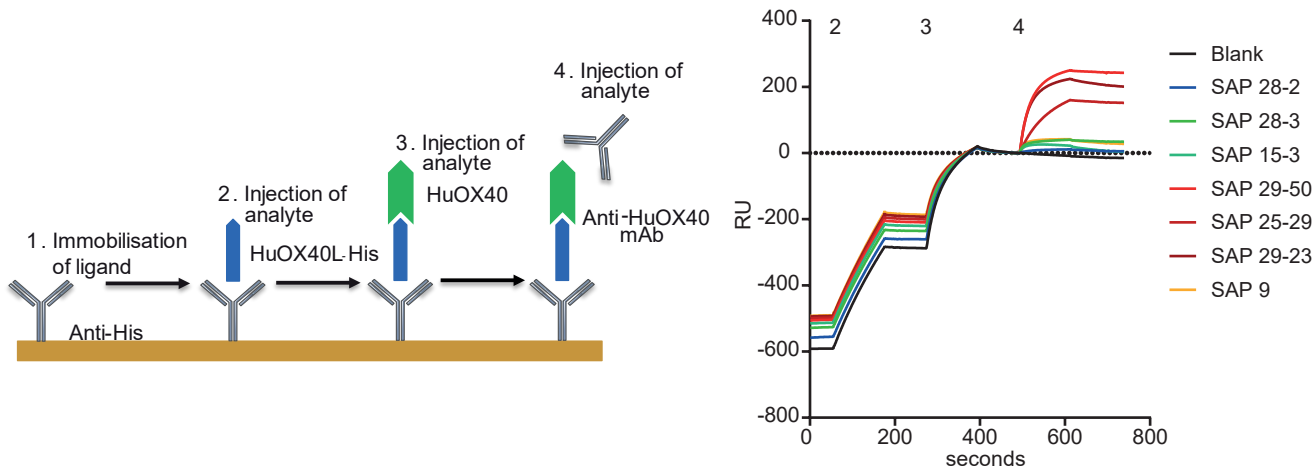 1. Immobilisation
of ligand
Anti-His
2. Injection of
analyte
HuOX40L-His
3. Injection of
analyte
HuOX40
4. Injection of
analyte
Anti-HuOX40
mAb
RU
400
200
0
-200
-400
-600
-800
2 3 4
0 200 400 600 800
seconds
Blank
SAP 28-2
SAP 28-3
SAP 15-3
SAP 29-50
SAP 25-29
SAP 29-23
SAP 9